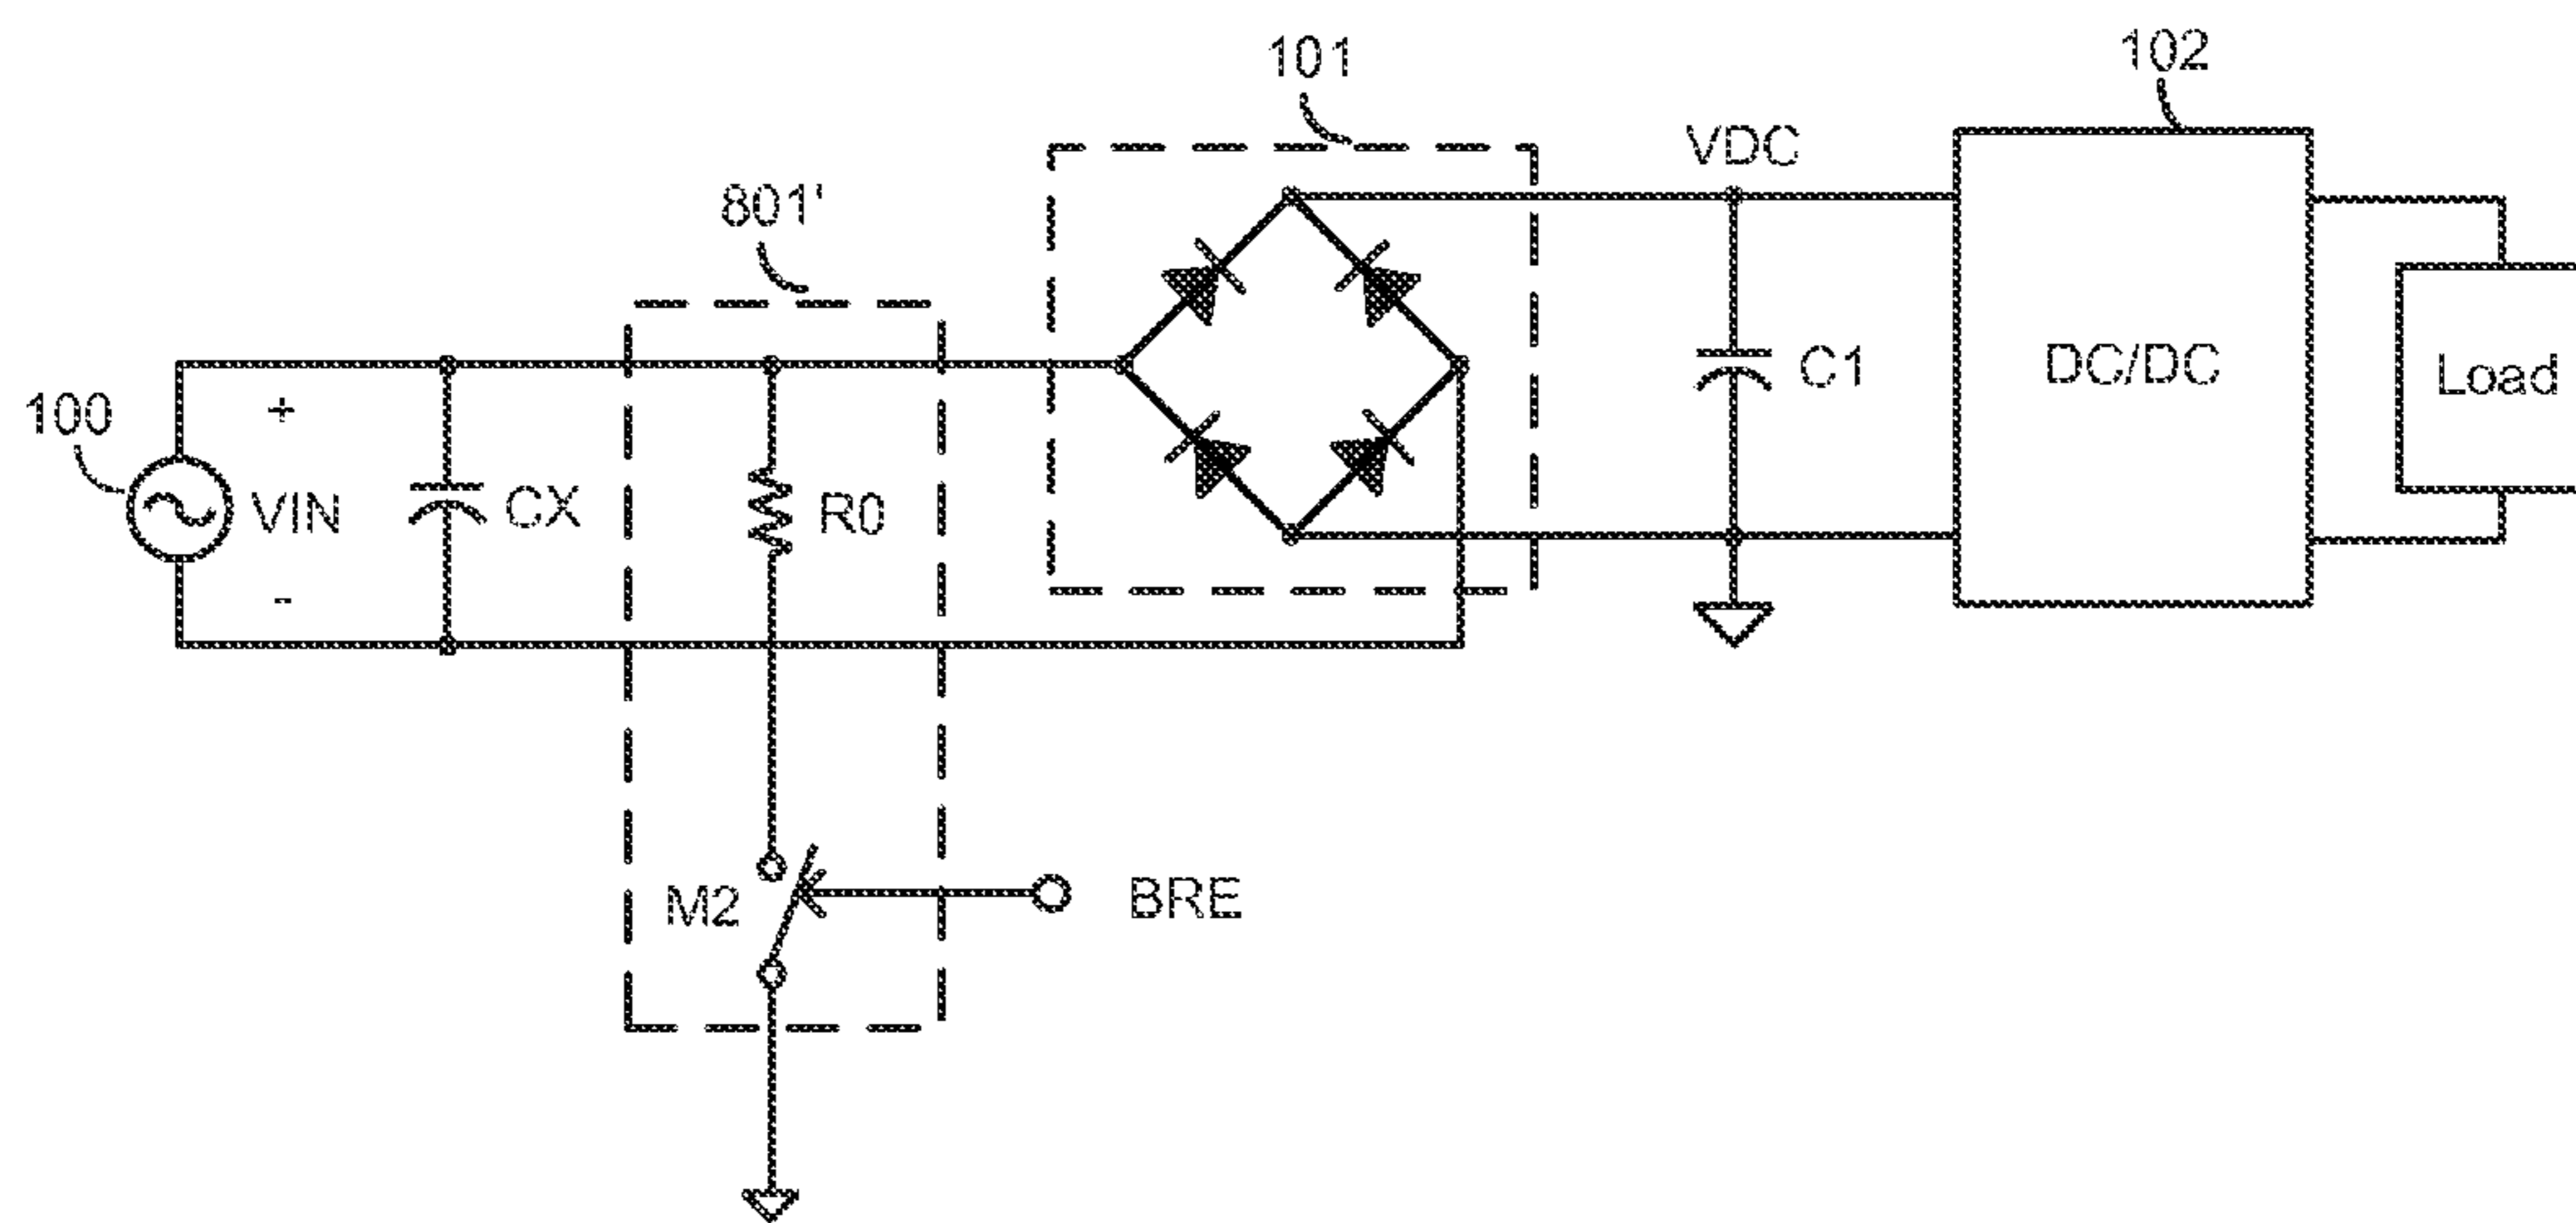 101
102
VDC
801'
100
+
VIN
-
CX
R0
C1
DC/DC
Load
M2
BRE